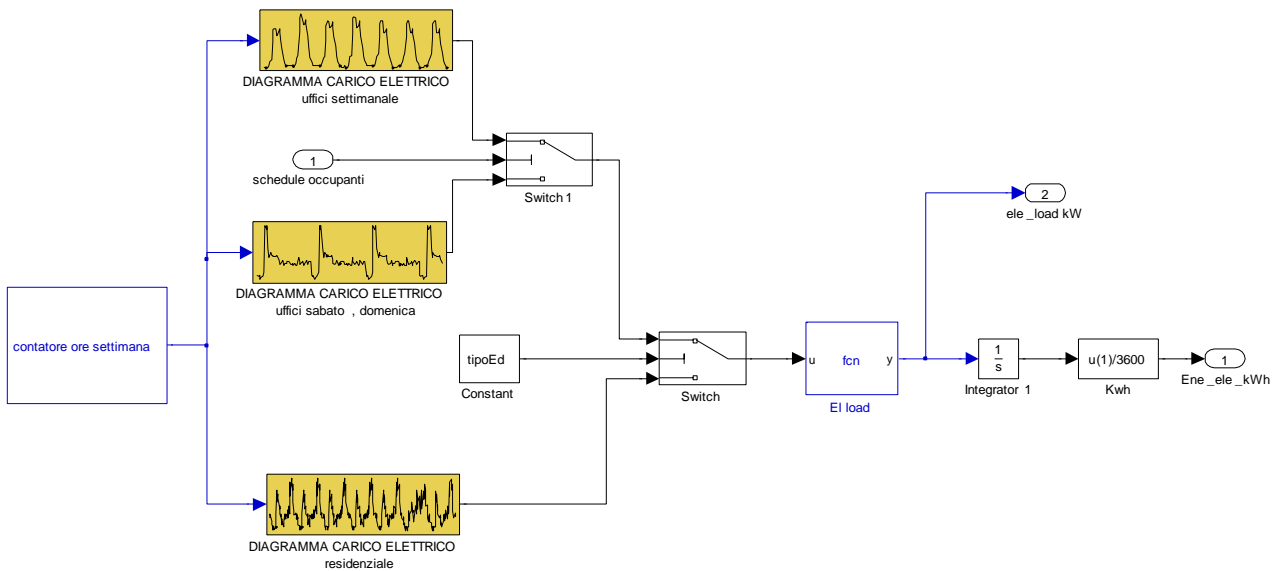 DIAGRAMMA CARICO ELETTRICO
uffici settimanale
1
schedule occupanti
Switch 1
2
ele _load kW
DIAGRAMMA CARICO ELETTRICO
uffici sabato , domenica
contatore ore settimana
tipoEd
Constant
Switch
u fcn y
El load
1
s
Integrator 1
u(1)/3600
Kwh
1
Ene _ele _kWh
DIAGRAMMA CARICO ELETTRICO
residenziale